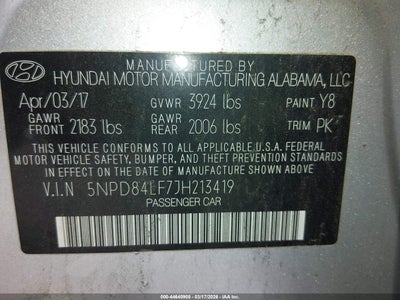 MANUFACTURED BY
HYUNDAI MOTOR MANUFACTURING ALABAMA, LLC
Apr/03/17 GVWR 3924 lbs PAINT Y8
GAWR FRONT 2183 lbs GAWR REAR 2006 lbs TRIM PK
THIS VEHICLE CONFORMS TO ALL APPLICABLE U.S.A FEDERAL
MOTOR VEHICLE SAFETY, BUMPER, AND THEFT PREVENTION
STANDARDS IN EFFECT ON THE DATE OF MANUFACTURE SHOWN ABOVE.
V.I.N 5NPD84LF7JH213419
PASSENGER CAR
000-44640909 - 03/17/2026 - IAA Inc.